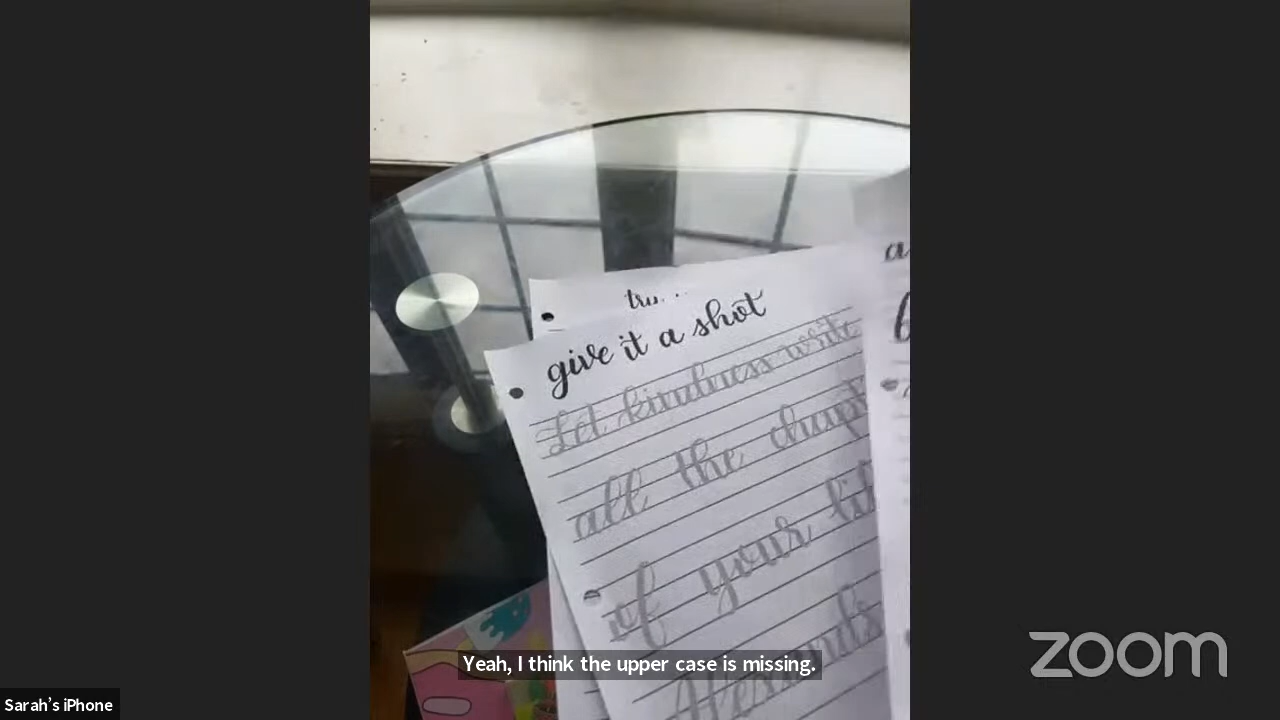 give it a shot
Let kindness write
all the
of your
a
Yeah, I think the upper case is missing.
zoom
Sarah's iPhone